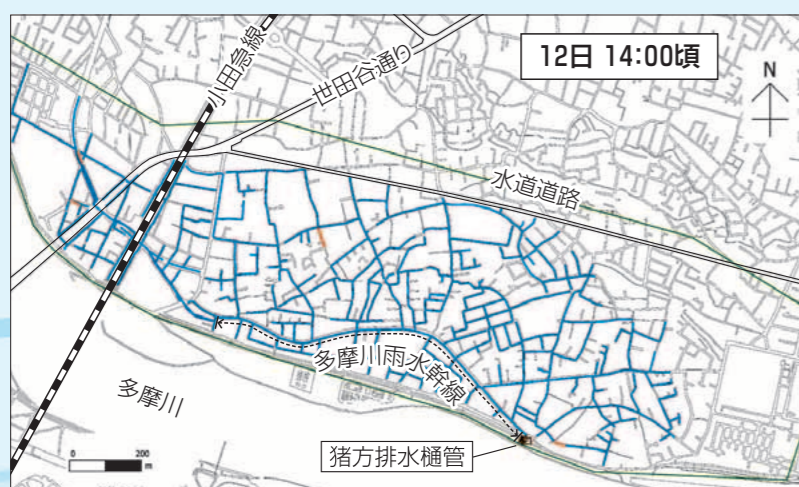 12日 14:00頃
小田急線
世田谷通り
N
水道道路
多摩川雨水幹線
多摩川
猪方排水樋管
0 200
m